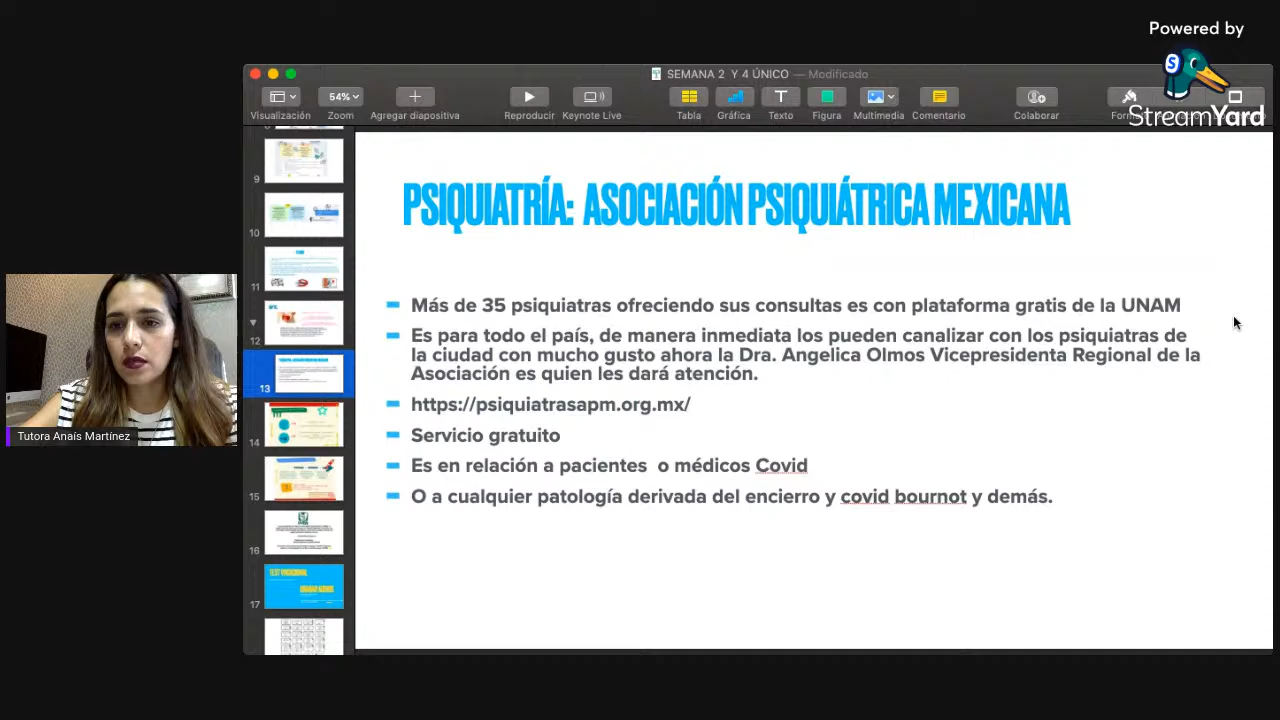 Powered by
StreamYard
SEMANA 2 Y 4 ÚNICO — Modificado
54%
Visualización
Zoom
Agregar diapositiva
Reproducir
Keynote Live
Tabla
Gráfica
Texto
Figura
Multimedia
Comentario
Colaborar
9
10
11
12
13
14
15
16
17
TEST VOCACIONAL
PSIQUIATRÍA: ASOCIACIÓN PSIQUIÁTRICA MEXICANA
Más de 35 psiquiatras ofreciendo sus consultas es con plataforma gratis de la UNAM
Es para todo el país, de manera inmediata los pueden canalizar con los psiquiatras de
la ciudad con mucho gusto ahora la Dra. Angelica Olmos Vicepresidenta Regional de la
Asociación es quien les dará atención.
https://psiquiatrasapm.org.mx/
Servicio gratuito
Es en relación a pacientes o médicos Covid
O a cualquier patología derivada del encierro y covid bournot y demás.
Tutora Anaís Martínez